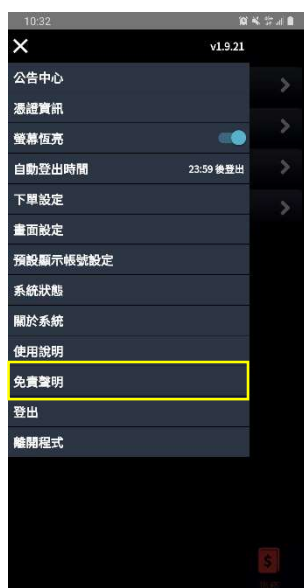 10:32
v1.9.21
公告中心
憑證資訊
螢幕恆亮
自動登出時間 23:59 後登出
下單設定
畫面設定
預設顯示帳號設定
系統狀態
關於系統
使用說明
免責聲明
登出
離開程式
$